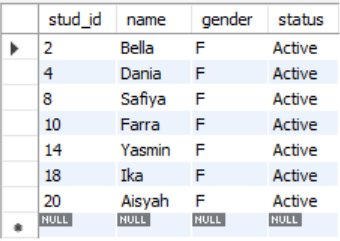 stud_id name gender status
2 Bella F Active
4 Dania F Active
8 Safiya F Active
10 Farra F Active
14 Yasmin F Active
18 Ika F Active
20 Aisyah F Active
NULL NULL NULL NULL